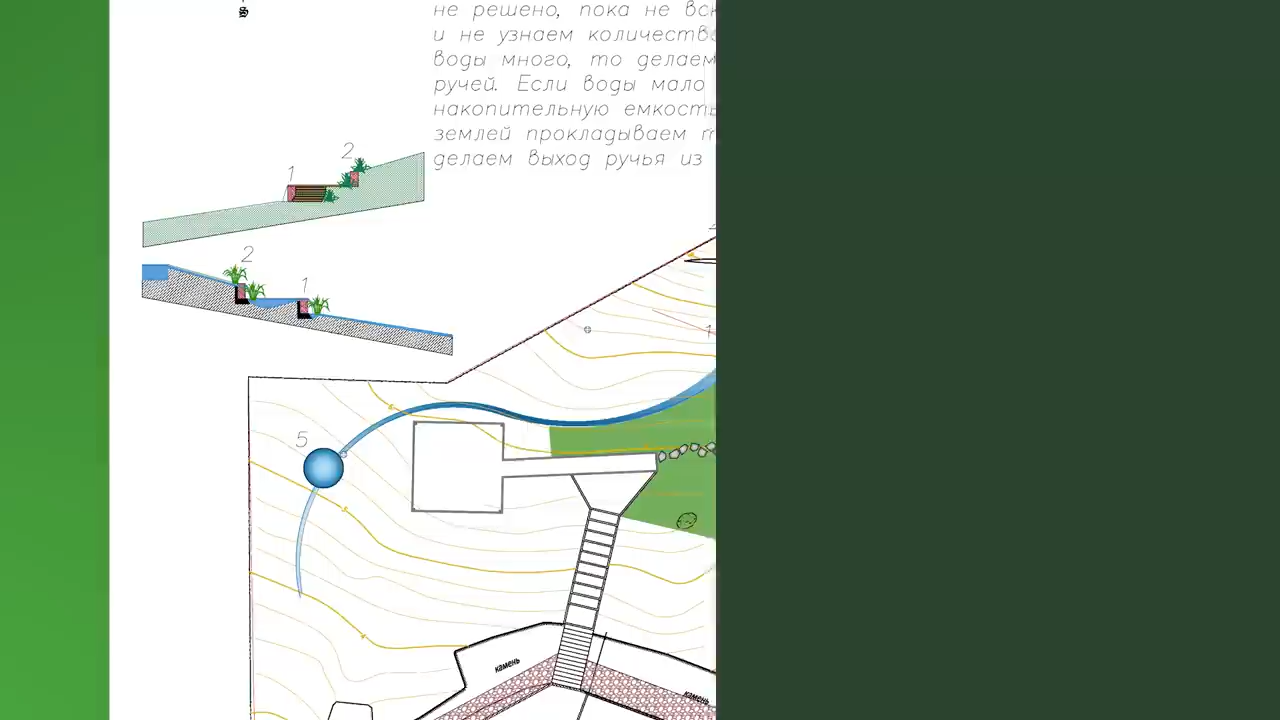 не решено, пока не
и не узнаем
воды много, то делаем
ручей. Если воды мало
накопительную
землей прокладываем
делаем выход ручья из
2
1
2
1
5
камень
камень